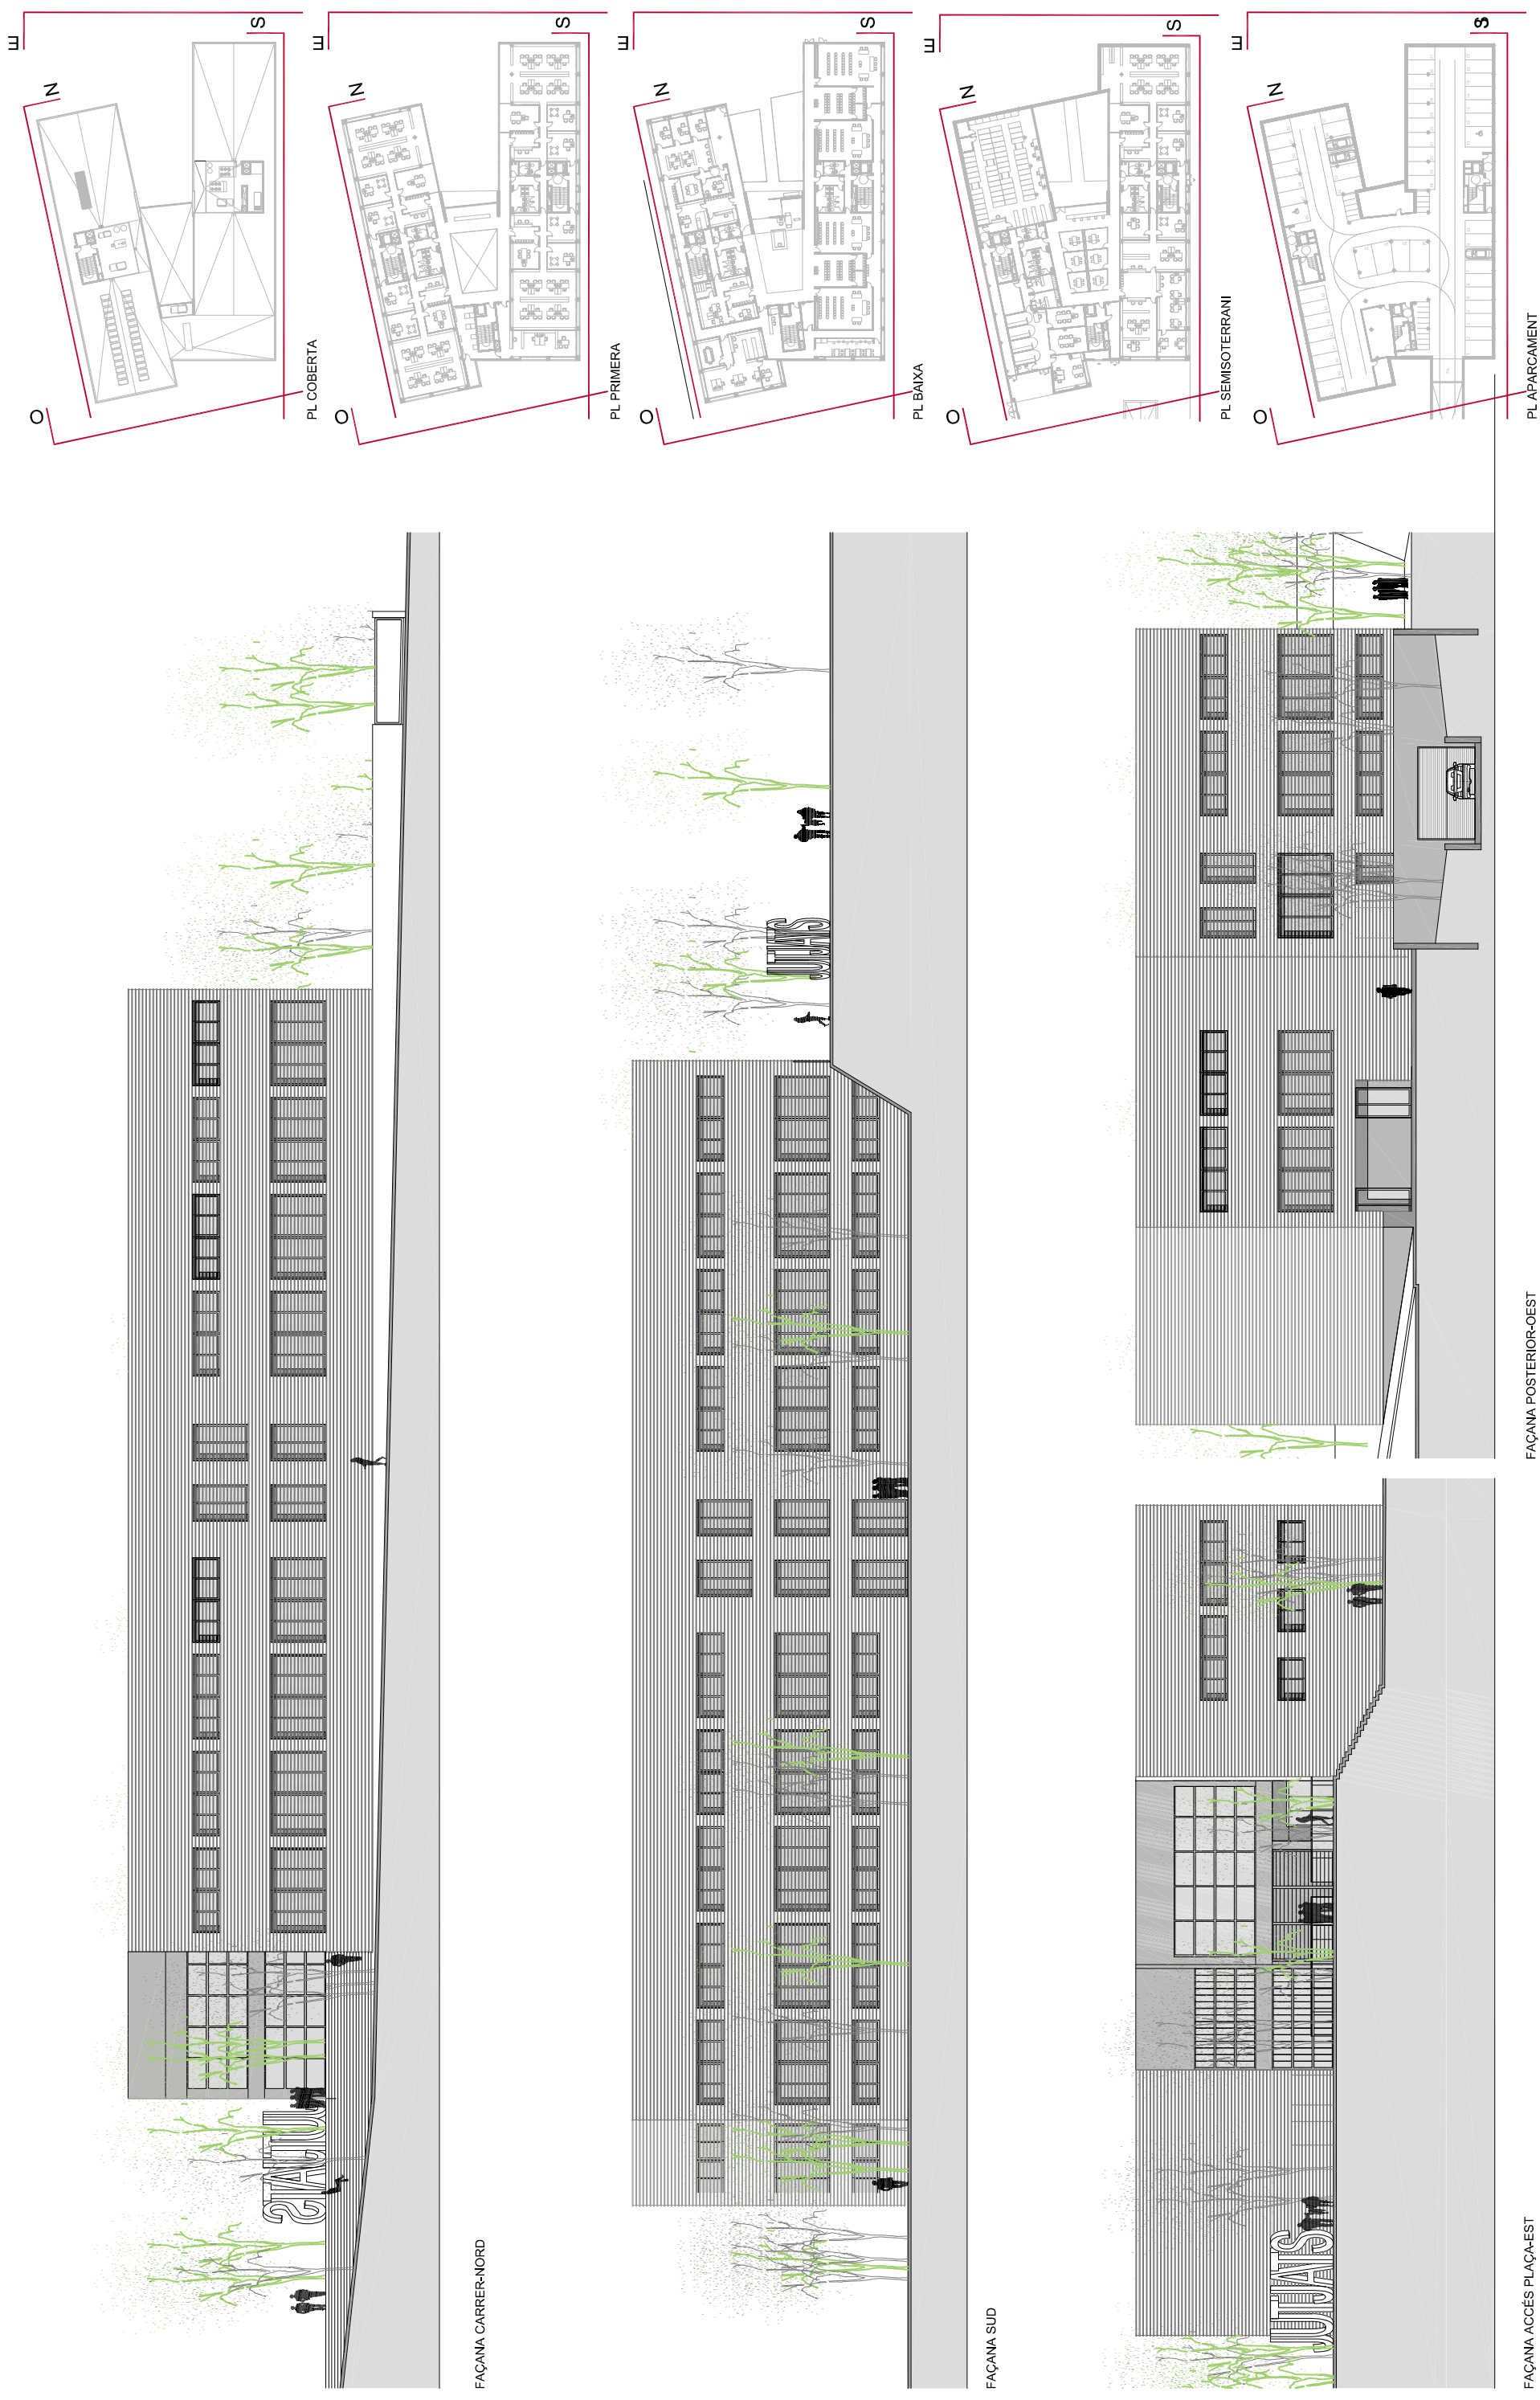 JUTJATS
FAÇANA CARRER-NORD
JUTJATS
FAÇANA SUD
JUTJATS
FAÇANA ACCÉS PLAÇA-EST
FAÇANA POSTERIOR-OEST
O
N
E
S
PL COBERTA
O
N
E
S
PL PRIMERA
O
N
E
S
PL BAIXA
O
N
E
S
PL SEMISOTERRANI
O
N
E
S
PL APARCAMENT